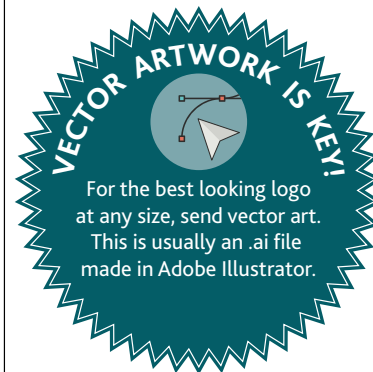 VECTOR ARTWORK IS KEY!
For the best looking logo
at any size, send vector art.
This is usually an .ai file
made in Adobe Illustrator.